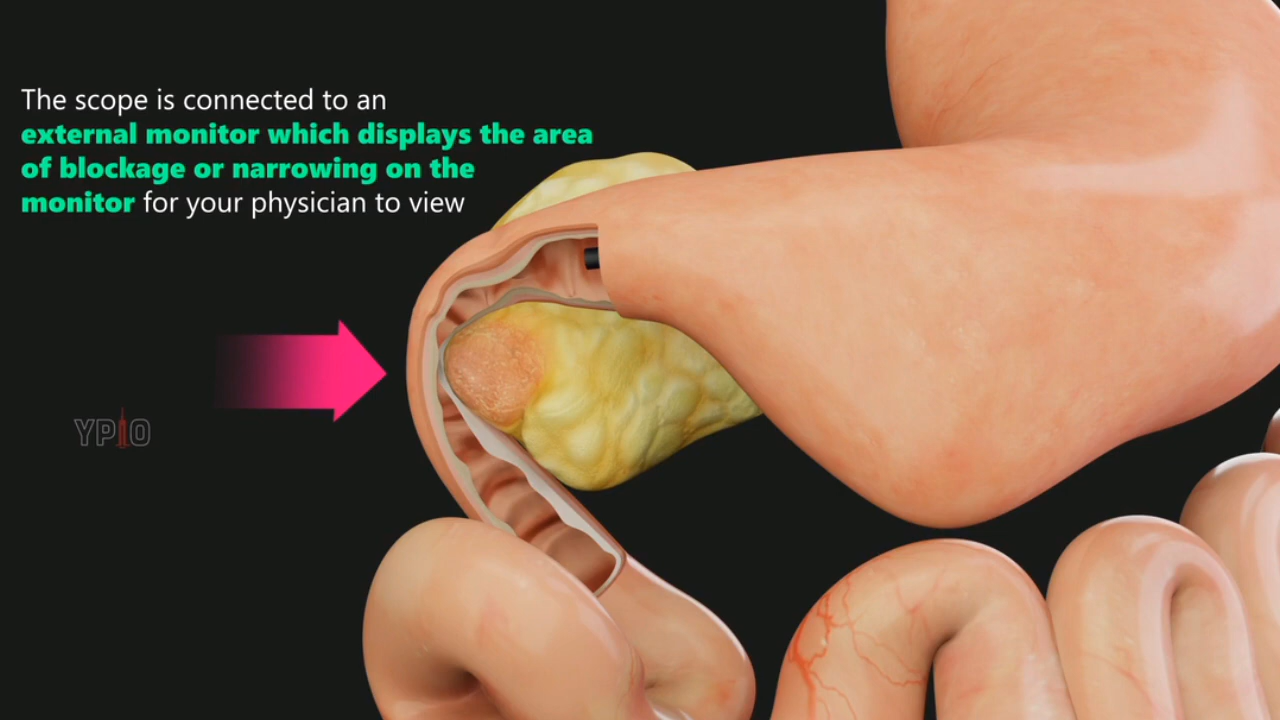 The scope is connected to an
external monitor which displays the area
of blockage or narrowing on the
monitor for your physician to view
YPIO